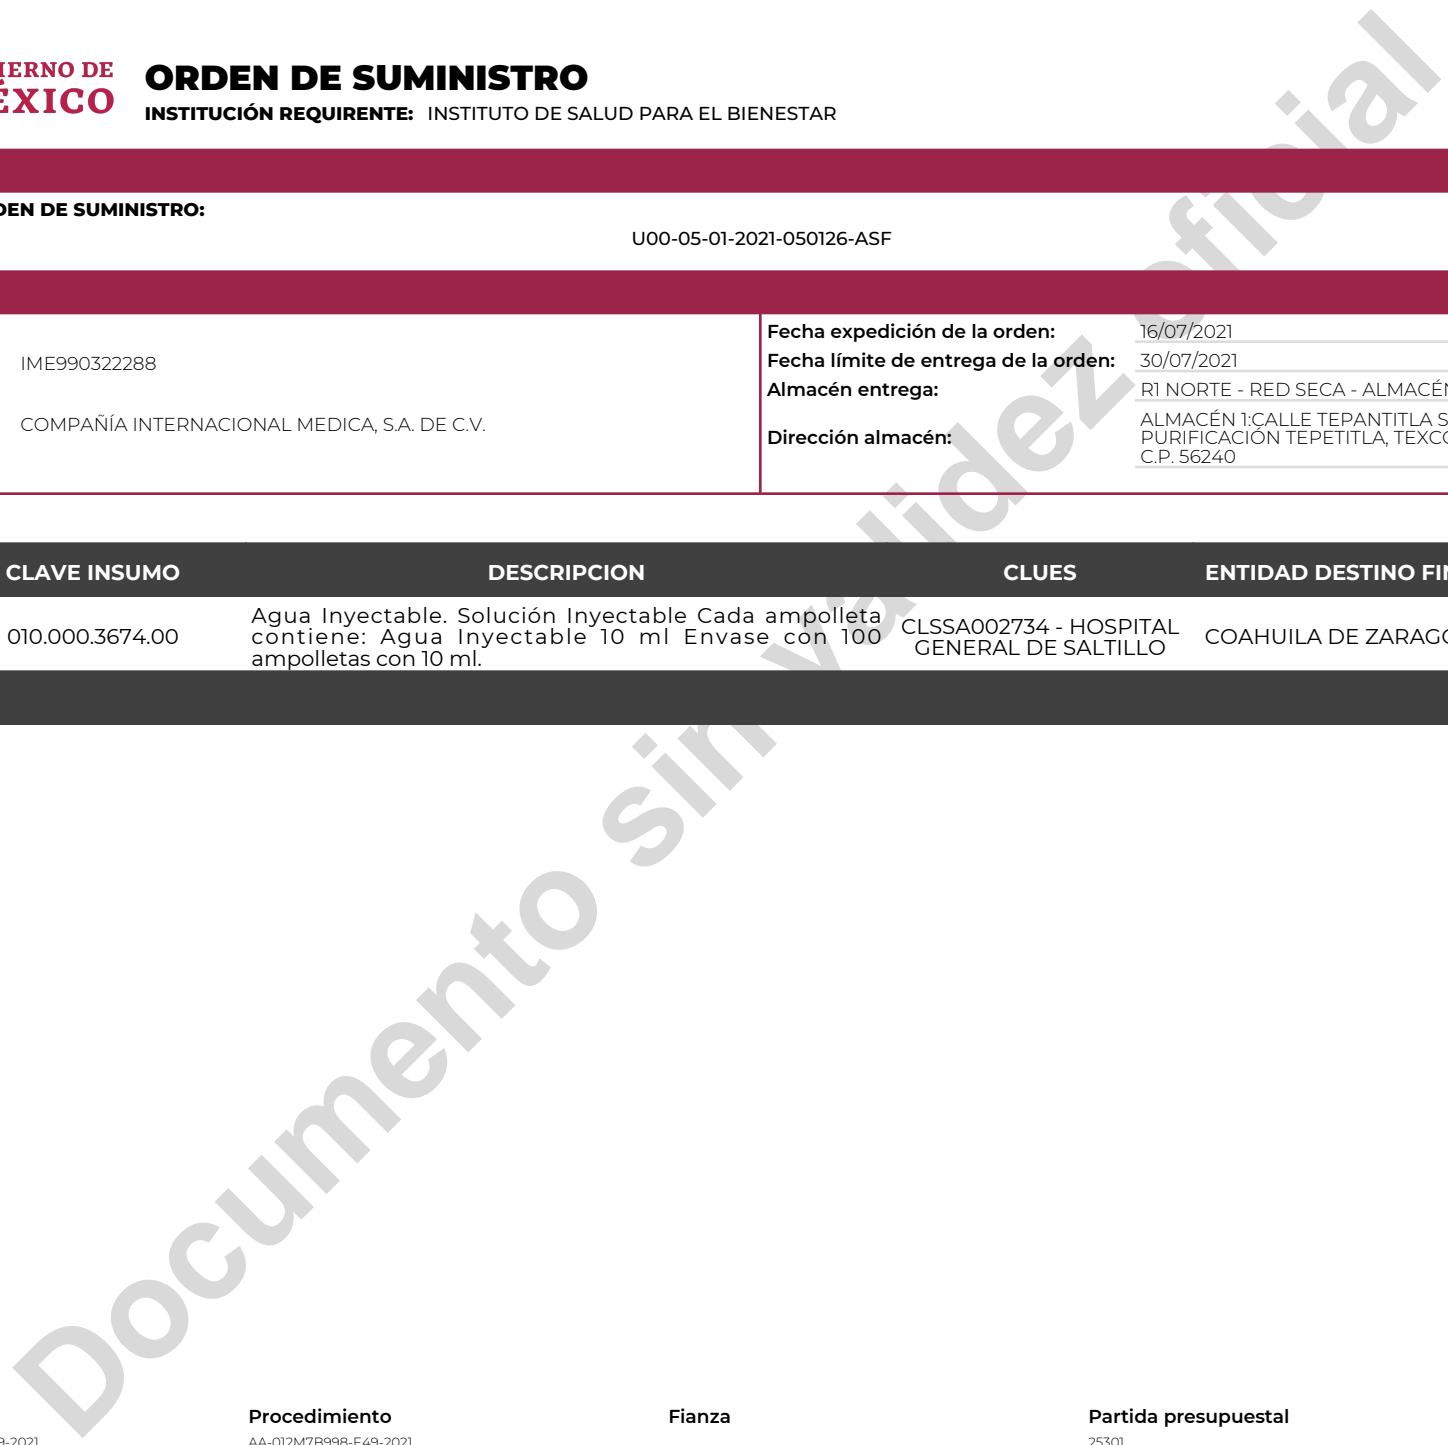 IERNO DE
ÉXICO
ORDEN DE SUMINISTRO
INSTITUCIÓN REQUIRENTE: INSTITUTO DE SALUD PARA EL BIENESTAR
DEN DE SUMINISTRO:
U00-05-01-2021-050126-ASF
IME990322288
COMPAÑÍA INTERNACIONAL MEDICA, S.A. DE C.V.
Fecha expedición de la orden: 16/07/2021
Fecha límite de entrega de la orden: 30/07/2021
Almacén entrega: R1 NORTE - RED SECA - ALMACÉN
Dirección almacén: ALMACÉN 1:CALLE TEPANTITLA S
PURIFICACIÓN TEPETITLA, TEXCO
C.P. 56240
CLAVE INSUMO DESCRIPCION CLUES ENTIDAD DESTINO FIN
010.000.3674.00
Agua Inyectable. Solución Inyectable Cada ampolleta
contiene: Agua Inyectable 10 ml Envase con 100
ampolletas con 10 ml.
CLSSA002734 - HOSPITAL
GENERAL DE SALTILLO
COAHUILA DE ZARAGO
Documento sin validez oficial
Procedimiento Fianza Partida presupuestal
9-2021 AA-012M7B998-E49-2021 25301